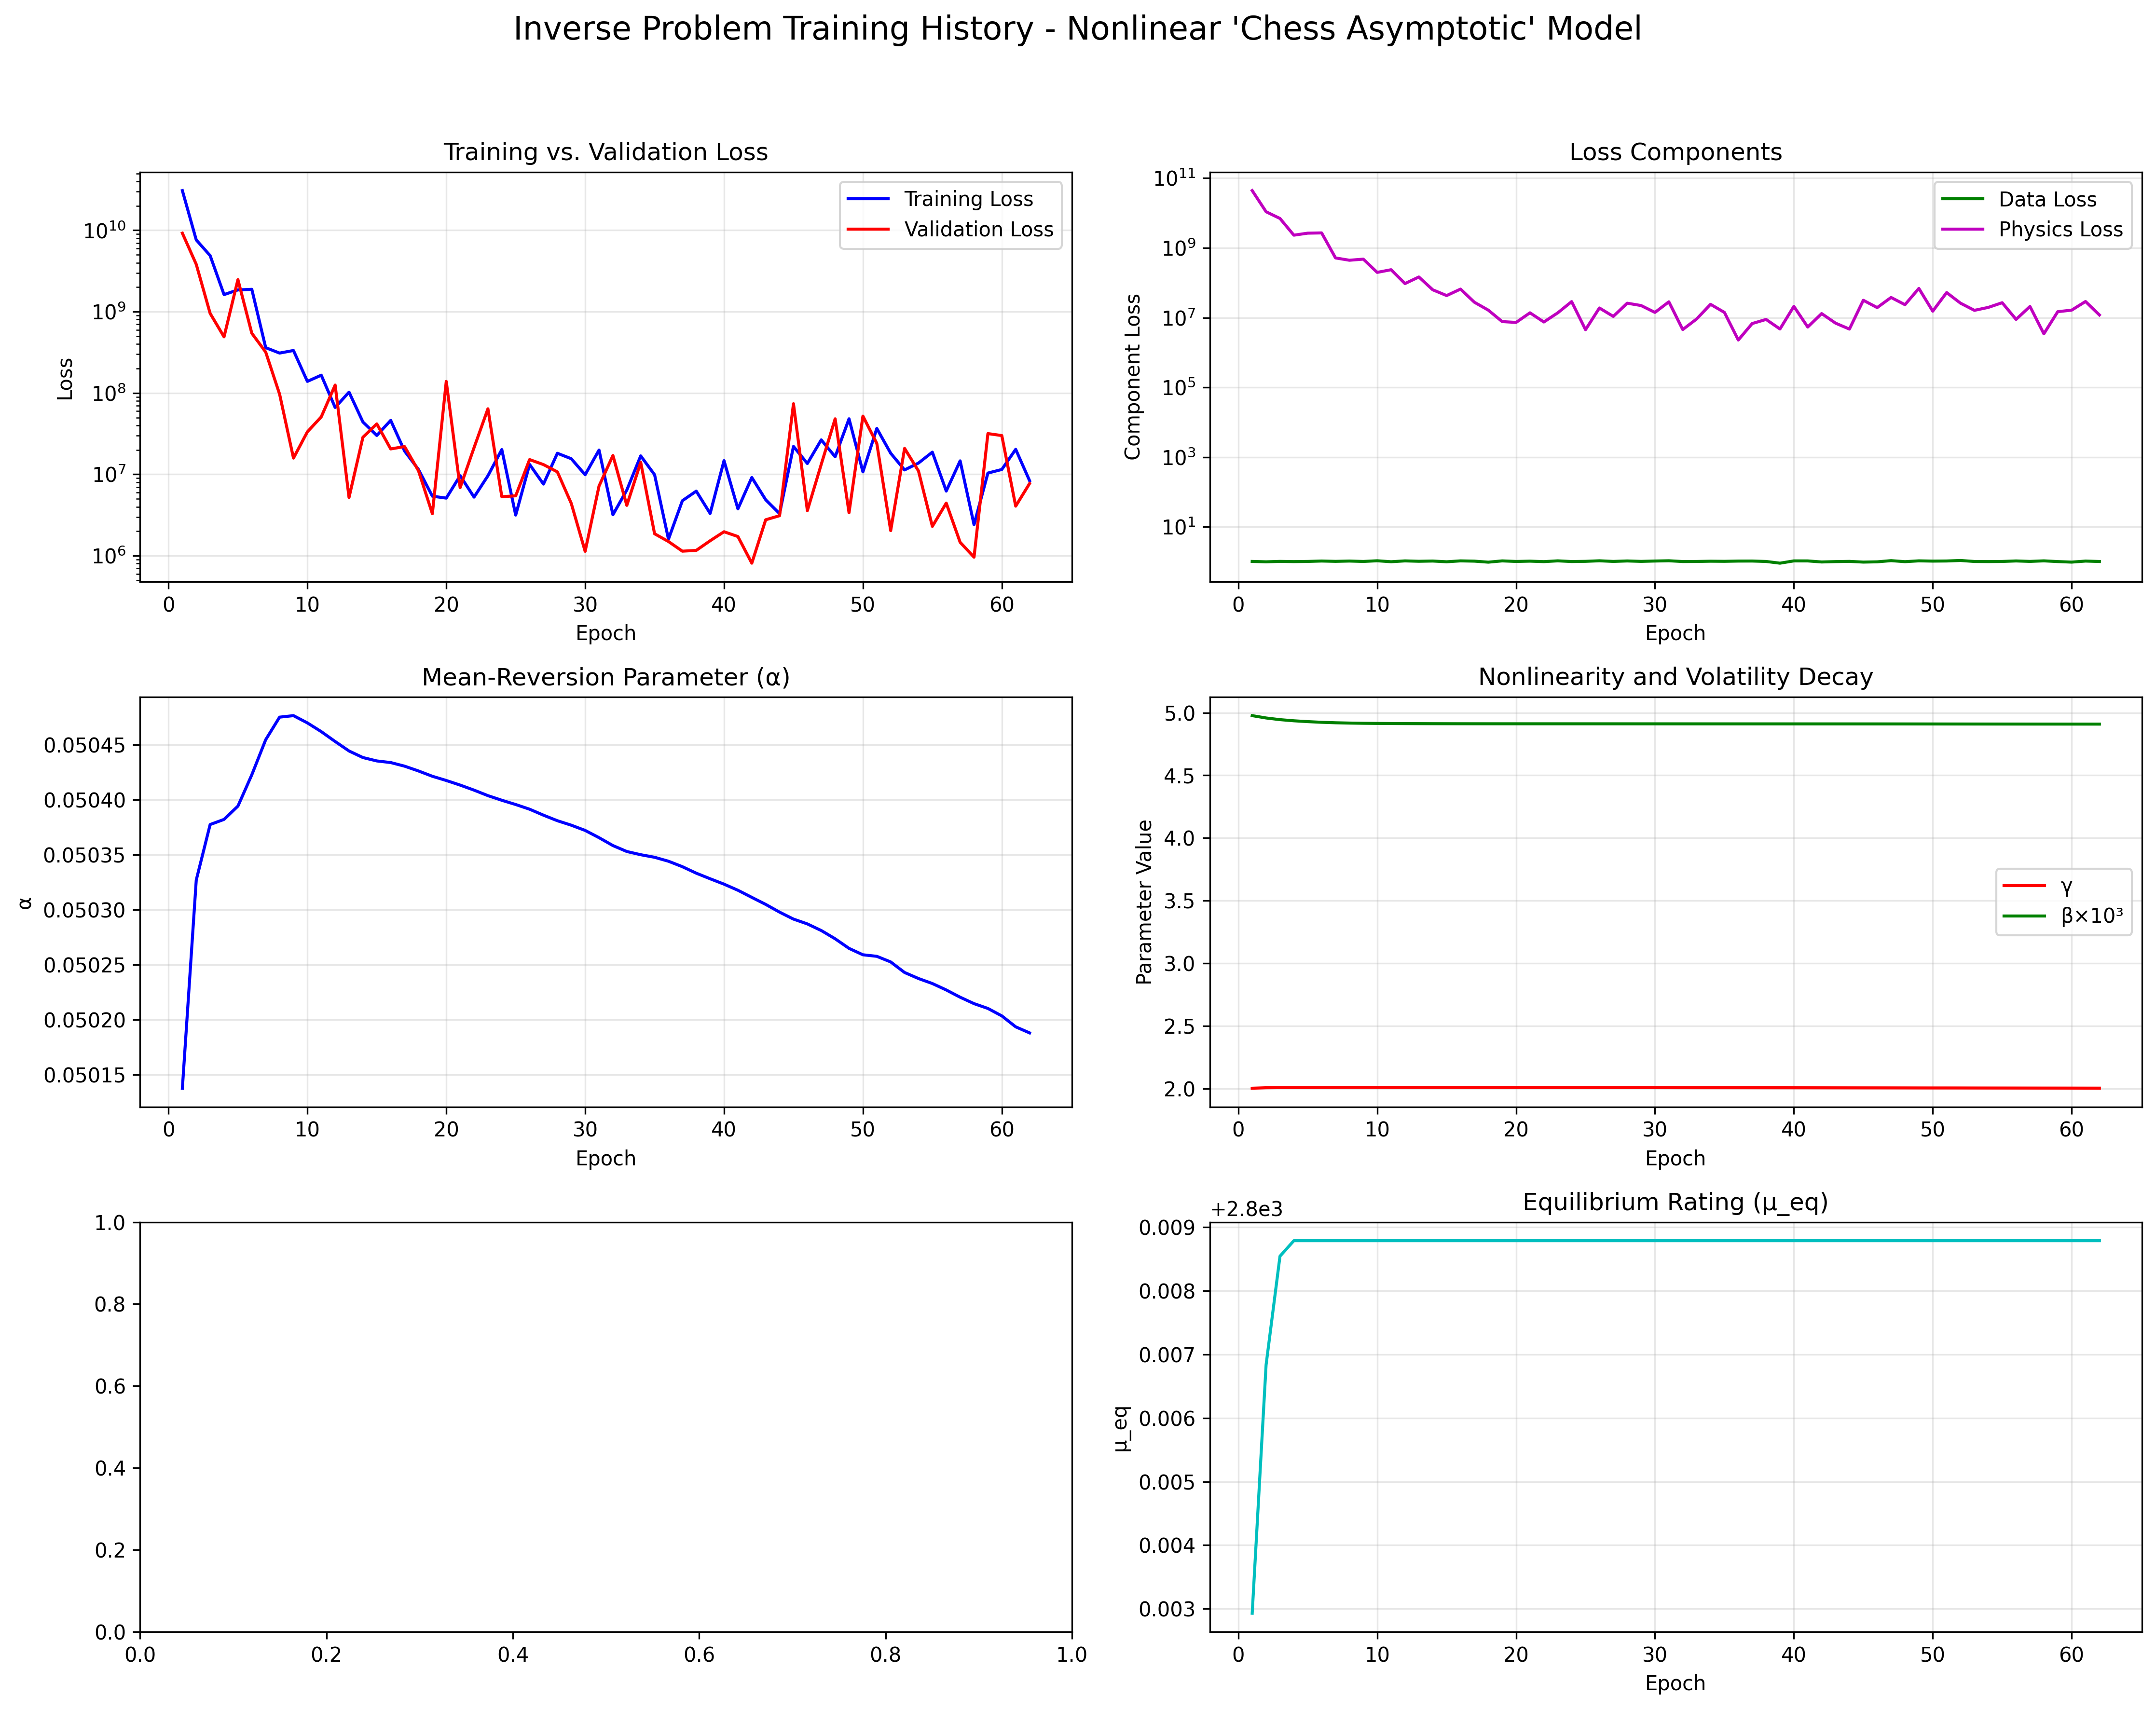 Inverse Problem Training History - Nonlinear 'Chess Asymptotic' Model
Training vs. Validation Loss
Training Loss
Validation Loss
10¹⁰
10⁹
10⁸
10⁷
10⁶
Loss
0 10 20 30 40 50 60
Epoch
Loss Components
Data Loss
Physics Loss
10¹¹
10⁹
10⁷
10⁵
10³
10¹
Component Loss
0 10 20 30 40 50 60
Epoch
Mean-Reversion Parameter (α)
0.05045
0.05040
0.05035
0.05030
0.05025
0.05020
0.05015
α
0 10 20 30 40 50 60
Epoch
Nonlinearity and Volatility Decay
5.0
4.5
4.0
3.5
3.0
2.5
2.0
Parameter Value
γ
β×10³
0 10 20 30 40 50 60
Epoch
1.0
0.8
0.6
0.4
0.2
0.0
0.0 0.2 0.4 0.6 0.8 1.0
Equilibrium Rating (μ_eq)
+2.8e3
0.009
0.008
0.007
0.006
0.005
0.004
0.003
μ_eq
0 10 20 30 40 50 60
Epoch